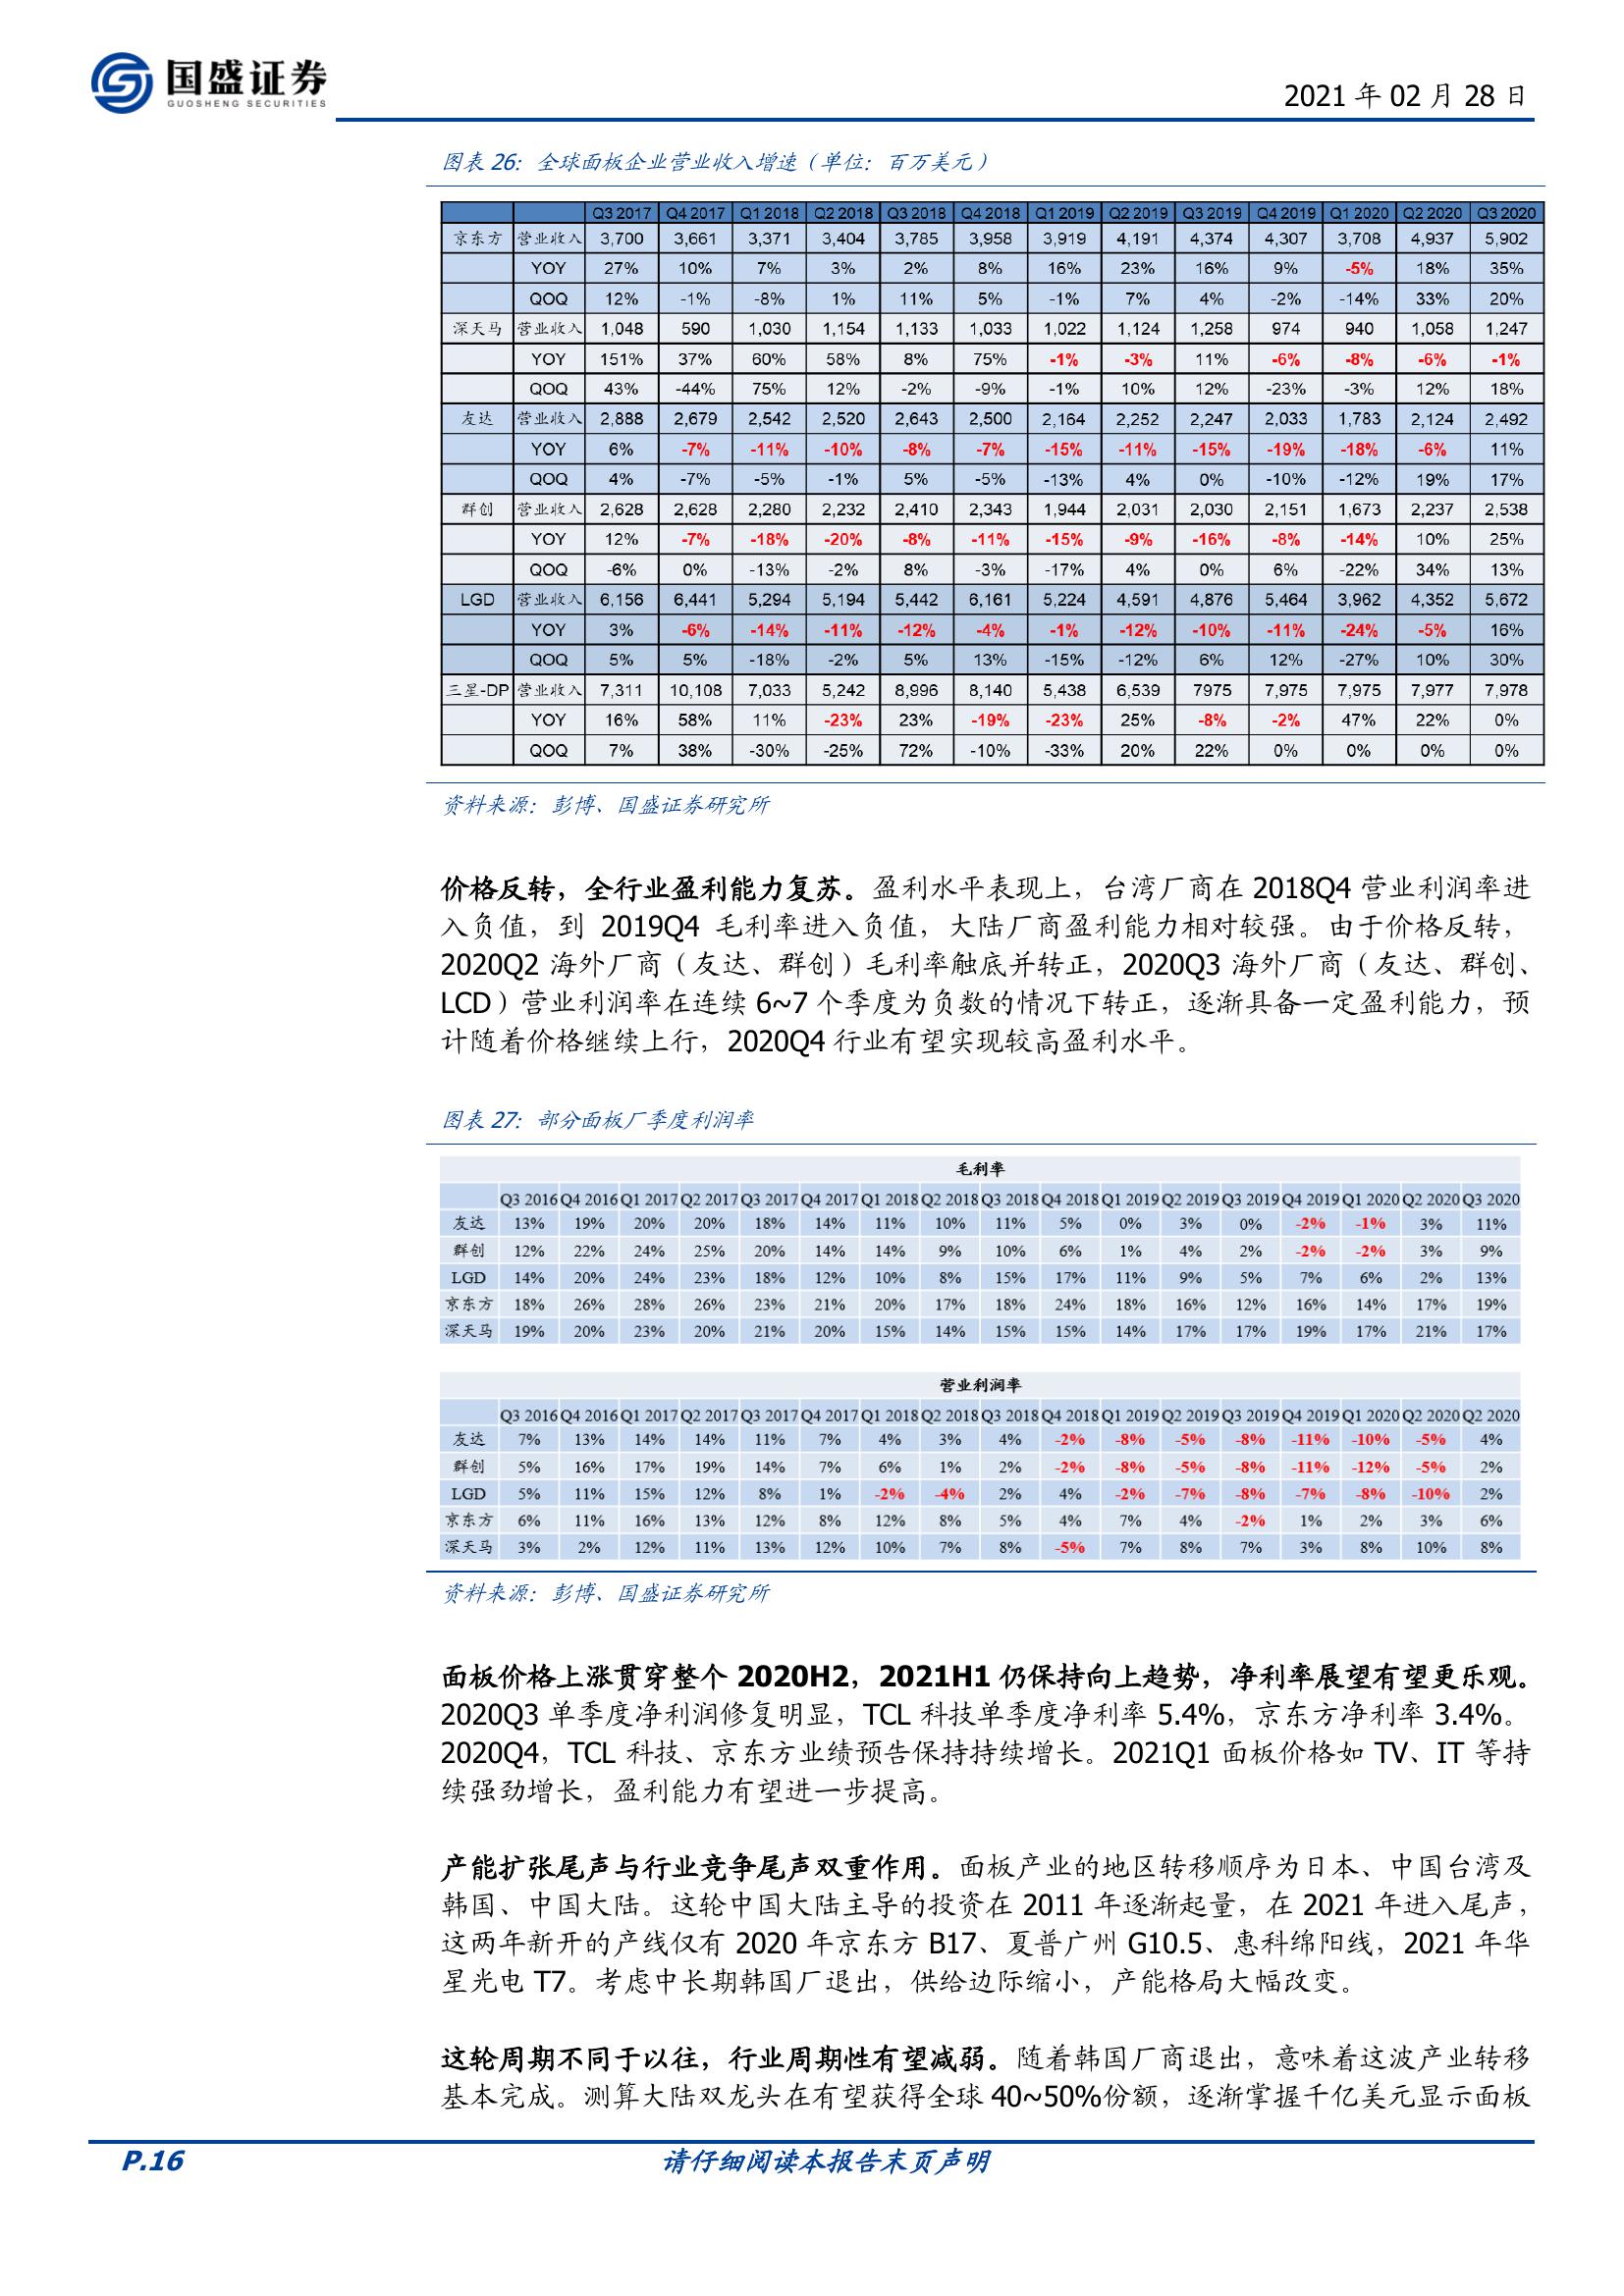 国盛证券
GUOSHENG SECURITIES
2021 年 02 月 28 日
图表 26：全球面板企业营业收入增速（单位：百万美元）
Q3 2017 Q4 2017 Q1 2018 Q2 2018 Q3 2018 Q4 2018 Q1 2019 Q2 2019 Q3 2019 Q4 2019 Q1 2020 Q2 2020 Q3 2020
京东方 营业收入 3,700 3,661 3,371 3,404 3,785 3,958 3,919 4,191 4,374 4,307 3,708 4,937 5,902
YOY 27% 10% 7% 3% 2% 8% 16% 23% 16% 9% -5% 18% 35%
QOQ 12% -1% -8% 1% 11% 5% -1% 7% 4% -2% -14% 33% 20%
深天马 营业收入 1,048 590 1,030 1,154 1,133 1,033 1,022 1,124 1,258 974 940 1,058 1,247
YOY 151% 37% 60% 58% 8% 75% -1% -3% 11% -6% -8% -6% -1%
QOQ 43% -44% 75% 12% -2% -9% -1% 10% 12% -23% -3% 12% 18%
友达 营业收入 2,888 2,679 2,542 2,520 2,643 2,500 2,164 2,252 2,247 2,033 1,783 2,124 2,492
YOY 6% -7% -11% -10% -8% -7% -15% -11% -15% -19% -18% -6% 11%
QOQ 4% -7% -5% -1% 5% -5% -13% 4% 0% -10% -12% 19% 17%
群创 营业收入 2,628 2,628 2,280 2,232 2,410 2,343 1,944 2,031 2,030 2,151 1,673 2,237 2,538
YOY 12% -7% -18% -20% -8% -11% -15% -9% -16% -8% -14% 10% 25%
QOQ -6% 0% -13% -2% 8% -3% -17% 4% 0% 6% -22% 34% 13%
LGD 营业收入 6,156 6,441 5,294 5,194 5,442 6,161 5,224 4,591 4,876 5,464 3,962 4,352 5,672
YOY 3% -6% -14% -11% -12% -4% -1% -12% -10% -11% -24% -5% 16%
QOQ 5% 5% -18% -2% 5% 13% -15% -12% 6% 12% -27% 10% 30%
三星-DP 营业收入 7,311 10,108 7,033 5,242 8,996 8,140 5,438 6,539 7975 7,975 7,975 7,977 7,978
YOY 16% 58% 11% -23% 23% -19% -23% 25% -8% -2% 47% 22% 0%
QOQ 7% 38% -30% -25% 72% -10% -33% 20% 22% 0% 0% 0% 0%
资料来源：彭博、国盛证券研究所
价格反转，全行业盈利能力复苏。盈利水平表现上，台湾厂商在 2018Q4 营业利润率进
入负值，到 2019Q4 毛利率进入负值，大陆厂商盈利能力相对较强。由于价格反转，
2020Q2 海外厂商（友达、群创）毛利率触底并转正，2020Q3 海外厂商（友达、群创、
LCD）营业利润率在连续 6~7 个季度为负数的情况下转正，逐渐具备一定盈利能力，预
计随着价格继续上行，2020Q4 行业有望实现较高盈利水平。
图表 27：部分面板厂季度利润率
毛利率
Q3 2016 Q4 2016 Q1 2017 Q2 2017 Q3 2017 Q4 2017 Q1 2018 Q2 2018 Q3 2018 Q4 2018 Q1 2019 Q2 2019 Q3 2019 Q4 2019 Q1 2020 Q2 2020 Q3 2020
友达 13% 19% 20% 20% 18% 14% 11% 10% 11% 5% 0% 3% 0% -2% -1% 3% 11%
群创 12% 22% 24% 25% 20% 14% 14% 9% 10% 6% 1% 4% 2% -2% -2% 3% 9%
LGD 14% 20% 24% 23% 18% 12% 10% 8% 15% 17% 11% 9% 5% 7% 6% 2% 13%
京东方 18% 26% 28% 26% 23% 21% 20% 17% 18% 24% 18% 16% 12% 16% 14% 17% 19%
深天马 19% 20% 23% 20% 21% 20% 15% 14% 15% 15% 14% 17% 17% 19% 17% 21% 17%
营业利润率
Q3 2016 Q4 2016 Q1 2017 Q2 2017 Q3 2017 Q4 2017 Q1 2018 Q2 2018 Q3 2018 Q4 2018 Q1 2019 Q2 2019 Q3 2019 Q4 2019 Q1 2020 Q2 2020 Q2 2020
友达 7% 13% 14% 14% 11% 7% 4% 3% 4% -2% -8% -5% -8% -11% -10% -5% 4%
群创 5% 16% 17% 19% 14% 7% 6% 1% 2% -2% -8% -5% -8% -11% -12% -5% 2%
LGD 5% 11% 15% 12% 8% 1% -2% -4% 2% 4% -2% -7% -8% -7% -8% -10% 2%
京东方 6% 11% 16% 13% 12% 8% 12% 8% 5% 4% 7% 4% -2% 1% 2% 3% 6%
深天马 3% 2% 12% 11% 13% 12% 10% 7% 8% -5% 7% 8% 7% 3% 8% 10% 8%
资料来源：彭博、国盛证券研究所
面板价格上涨贯穿整个 2020H2，2021H1 仍保持向上趋势，净利率展望有望更乐观。
2020Q3 单季度净利润修复明显，TCL 科技单季度净利率 5.4%，京东方净利率 3.4%。
2020Q4，TCL 科技、京东方业绩预告保持持续增长。2021Q1 面板价格如 TV、IT 等持
续强劲增长，盈利能力有望进一步提高。
产能扩张尾声与行业竞争尾声双重作用。面板产业的地区转移顺序为日本、中国台湾及
韩国、中国大陆。这轮中国大陆主导的投资在 2011 年逐渐起量，在 2021 年进入尾声，
这两年新开的产线仅有 2020 年京东方 B17、夏普广州 G10.5、惠科绵阳线，2021 年华
星光电 T7。考虑中长期韩国厂退出，供给边际缩小，产能格局大幅改变。
这轮周期不同于以往，行业周期性有望减弱。随着韩国厂商退出，意味着这波产业转移
基本完成。测算大陆双龙头在有望获得全球 40~50%份额，逐渐掌握千亿美元显示面板
P.16
请仔细阅读本报告末页声明